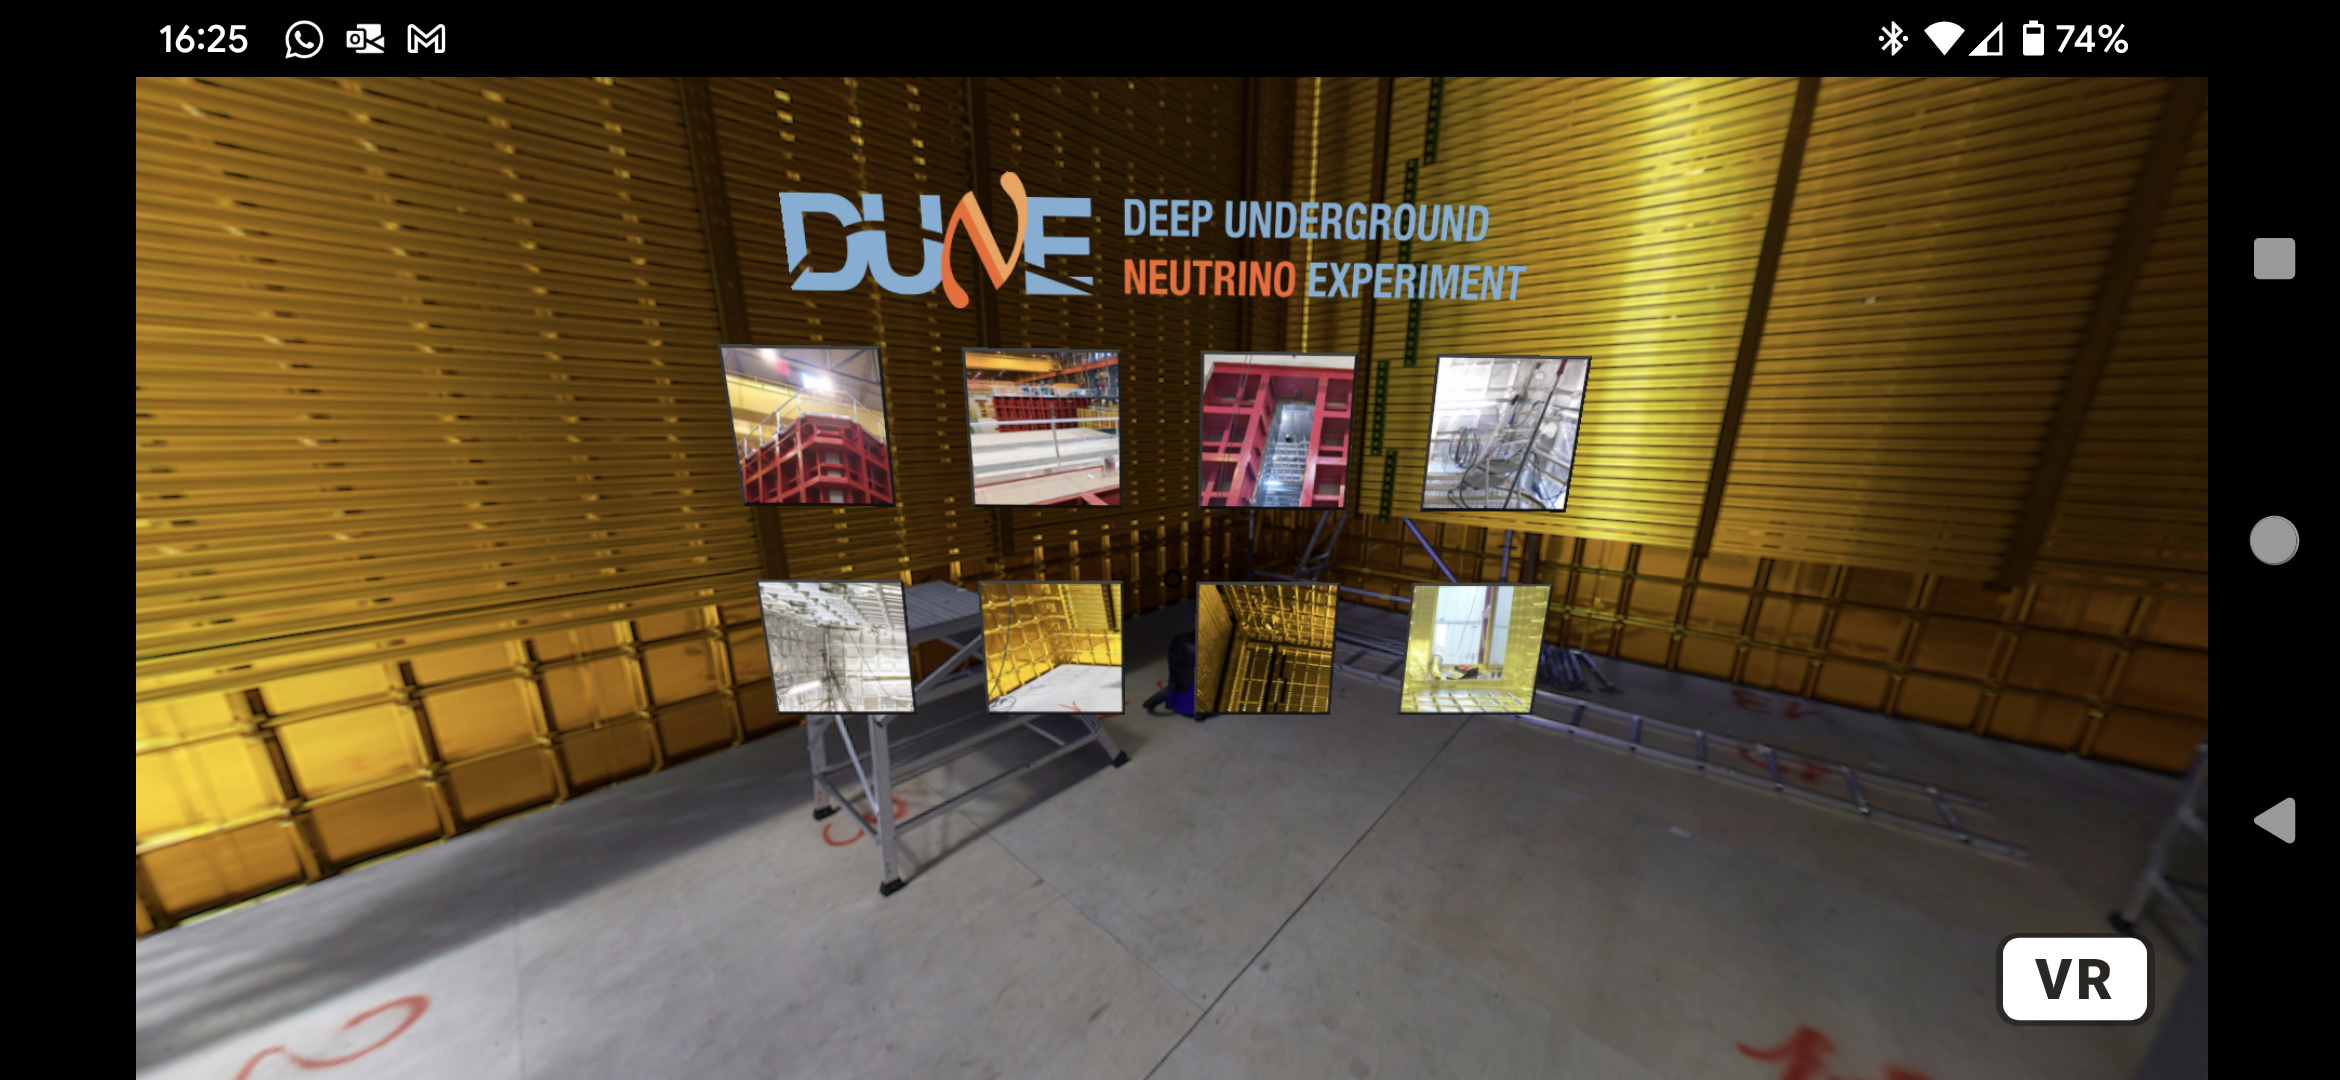 16:25
74%
DUNE
DEEP UNDERGROUND
NEUTRINO EXPERIMENT
VR